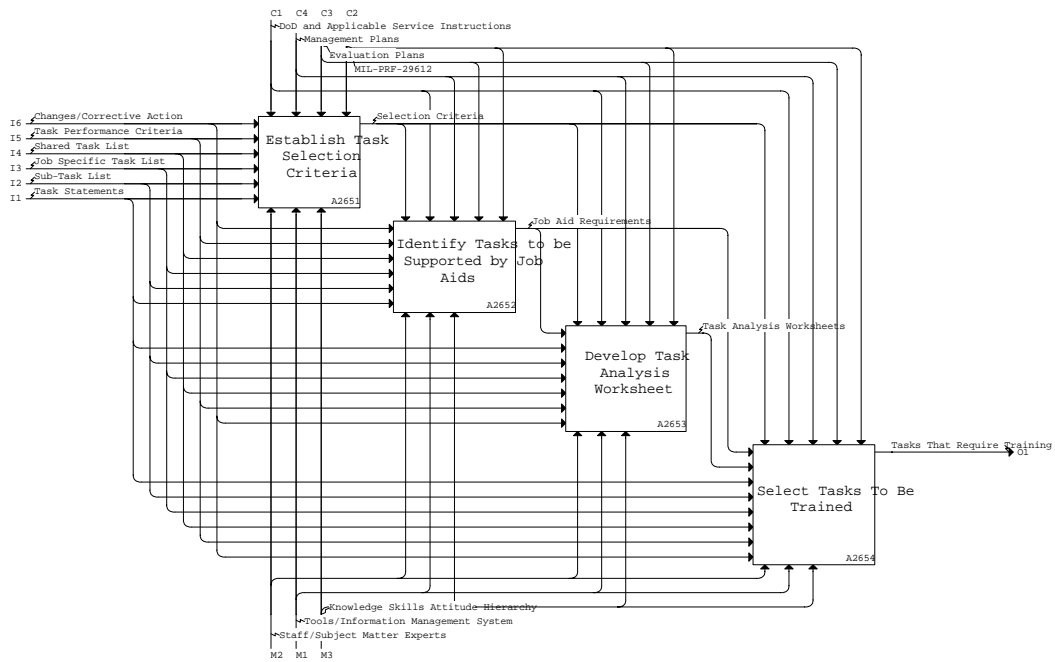 C1 C4 C3 C2
DoD and Applicable Service Instructions
Management Plans
Evaluation Plans
MIL-PRF-29612
I6 Changes/Corrective Action
Selection Criteria
I5 Task Performance Criteria
I4 Shared Task List
I3 Job Specific Task List
I2 Sub-Task List
I1 Task Statements
Establish Task
Selection
Criteria
A2651
Job Aid Requirements
Identify Tasks to be
Supported by Job
Aids
A2652
Task Analysis Worksheets
Develop Task
Analysis
Worksheet
A2653
Tasks That Require Training
O1
Select Tasks To Be
Trained
A2654
Knowledge Skills Attitude Hierarchy
Tools/Information Management System
Staff/Subject Matter Experts
M2 M1 M3